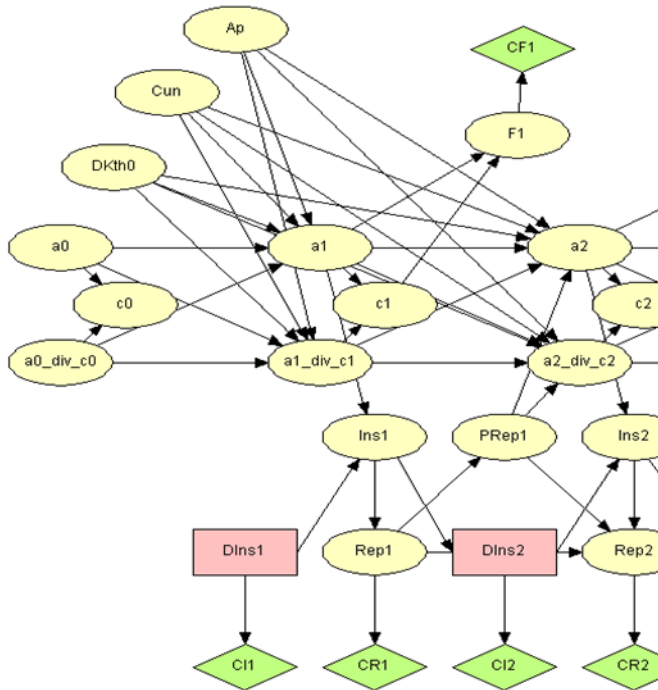 Ap
CF1
Cun
F1
DKth0
a0
a1
a2
c0
c1
c2
a0_div_c0
a1_div_c1
a2_div_c2
Ins1
PRep1
Ins2
DIns1
Rep1
DIns2
Rep2
CI1
CR1
CI2
CR2